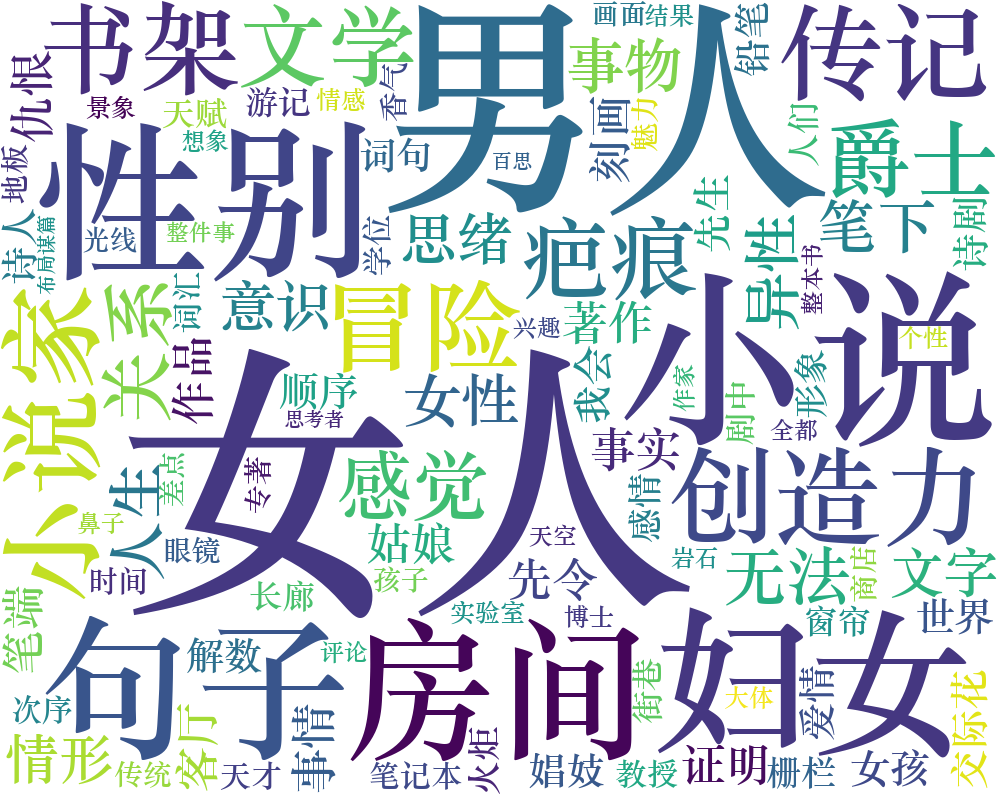 书架
文学
男人
画面
结果
铅笔
传记
仇恨
景象
天赋
游记
情感
香气
事物
想象
词句
百思
刻画
魅力
人们
爵士
地板
性别
诗人
布局谋篇
光线
整件事
学位
思绪
疤痕
先生
异性
笔下
诗剧
整本书
小说家
关系
词汇
意识
冒险
兴趣
著作
小说
个性
作品
顺序
思考者
女性
我会
作家
剧中
形象
全都
女人
人生
差点
专著
感觉
事实
感情
创造力
鼻子
时间
眼镜
姑娘
孩子
天空
先令
岩石
无法
商店
文字
笔端
长廊
实验室
博士
窗帘
世界
句子
解数
评论
房间
街巷
妇女
大体
爱情
交际花
次序
情形
传统
客厅
天才
事情
笔记本
火炬
娼妓
教授
证明
栅栏
女孩